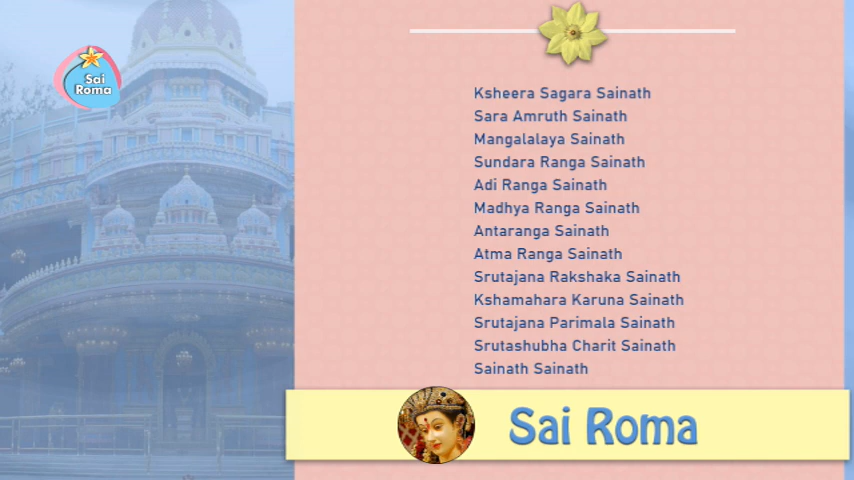 Sai
Roma
Ksheera Sagara Sainath
Sara Amruth Sainath
Mangalalaya Sainath
Sundara Ranga Sainath
Adi Ranga Sainath
Madhya Ranga Sainath
Antaranga Sainath
Atma Ranga Sainath
Srutajana Rakshaka Sainath
Kshamahara Karuna Sainath
Srutajana Parimala Sainath
Srutashubha Charit Sainath
Sainath Sainath
Sai Roma